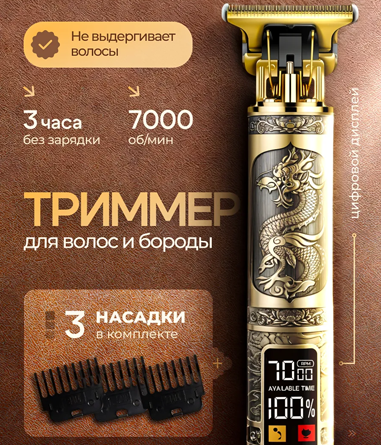 Не выдергивает
волосы
3 часа
без зарядки
7000
об/мин
цифровой дисплей
ТРИММЕР
для волос и бороды
3 НАСАДКИ
в комплекте
7000
AVAILABLE TIME
100%